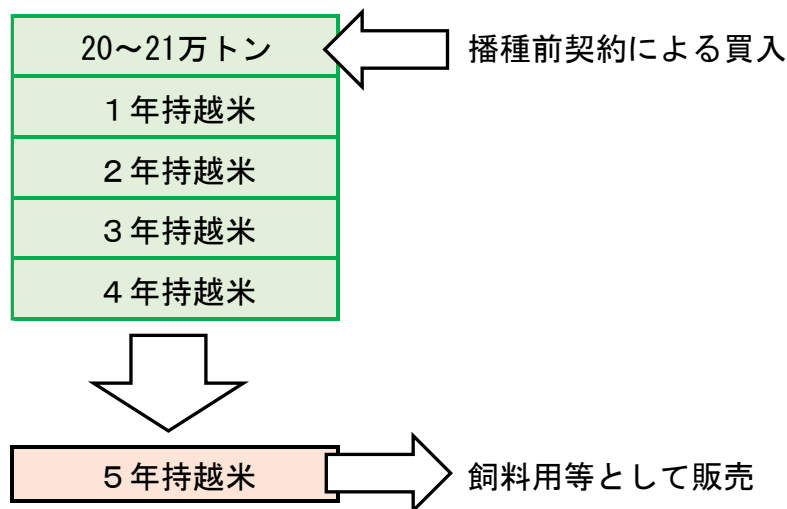 20～21万トン
播種前契約による買入
１年持越米
２年持越米
３年持越米
４年持越米
５年持越米
飼料用等として販売